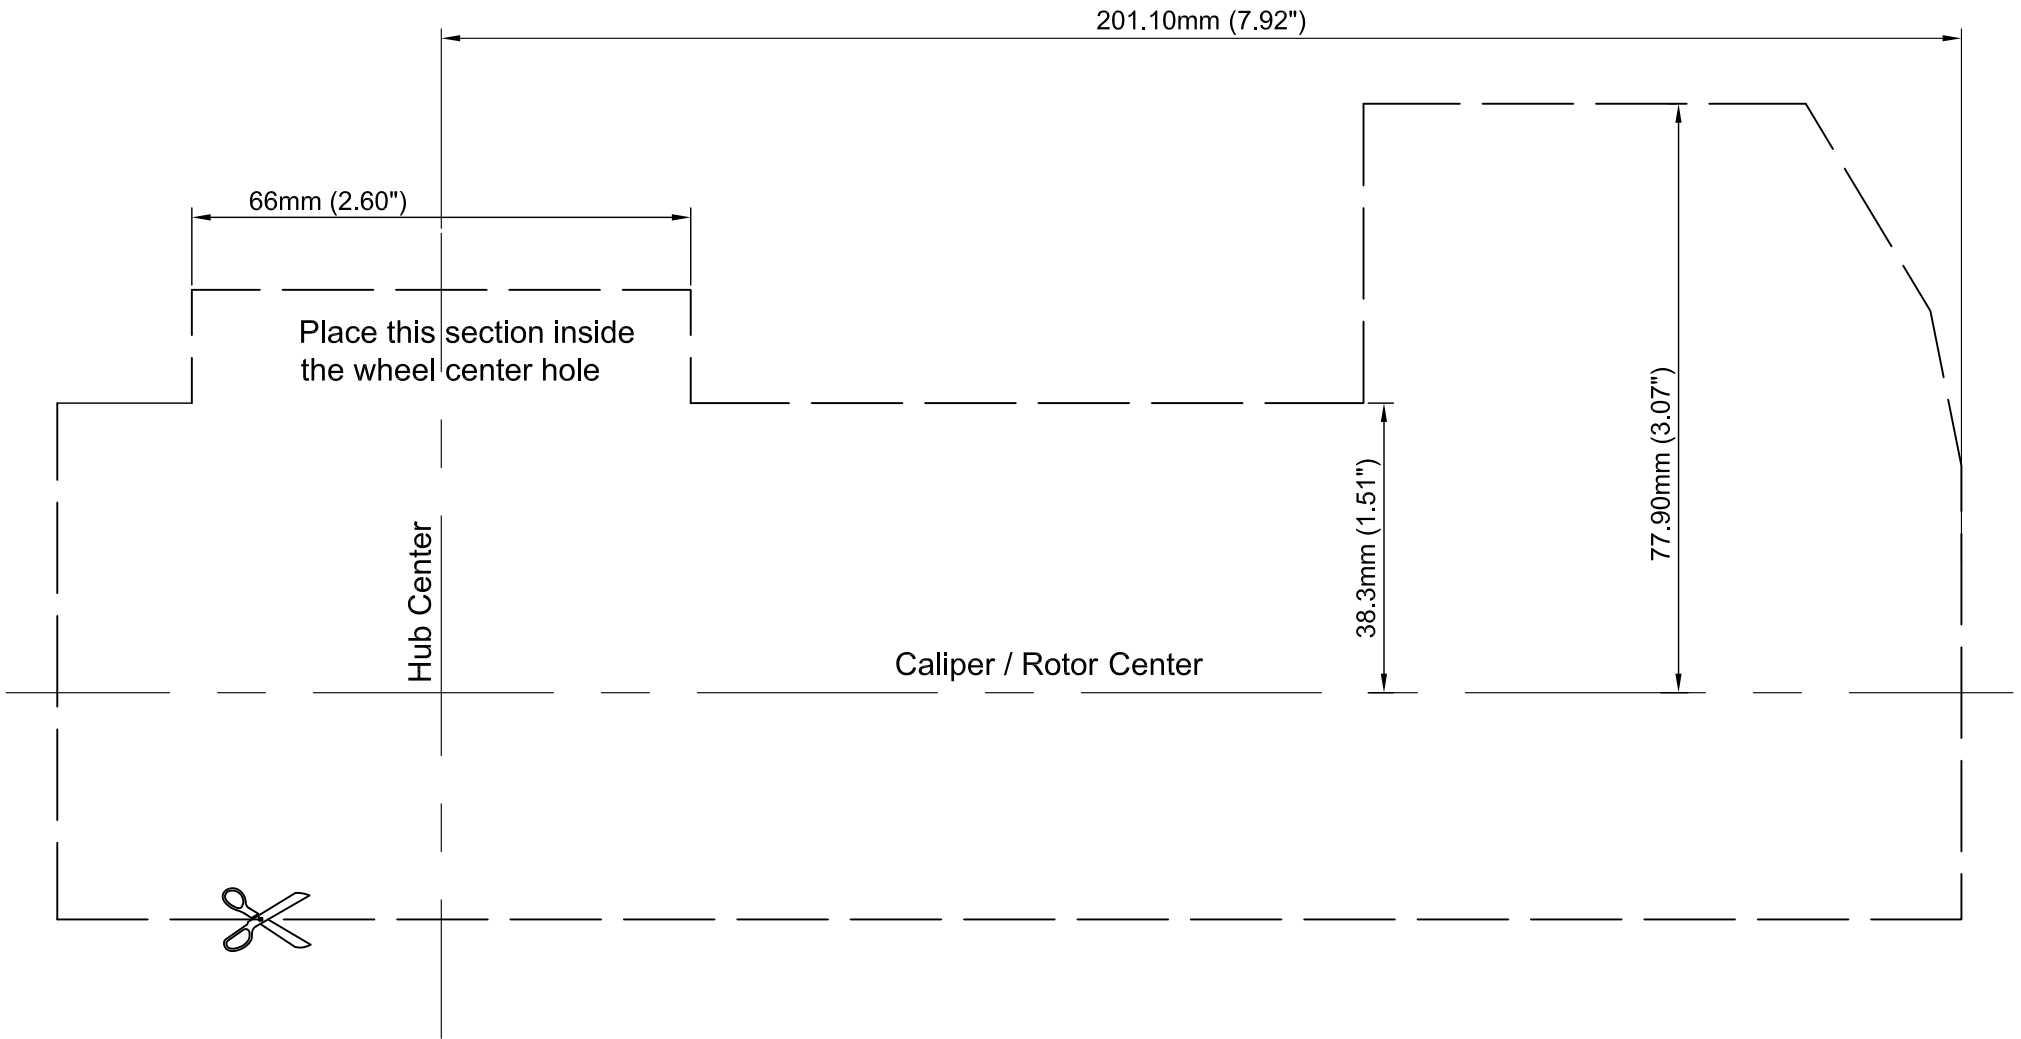 201.10mm (7.92")
66mm (2.60")
Place this section inside
the wheel center hole
77.90mm (3.07")
38.3mm (1.51")
Hub Center
Caliper / Rotor Center